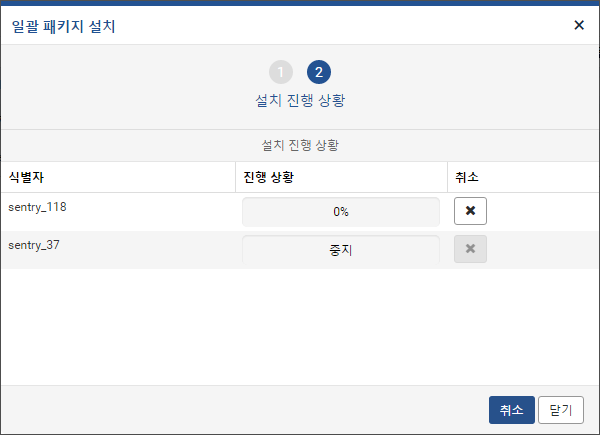 일괄 패키지 설치
1 2
설치 진행 상황
설치 진행 상황
식별자 진행 상황 취소
sentry_118 0%
sentry_37 중지
취소 닫기